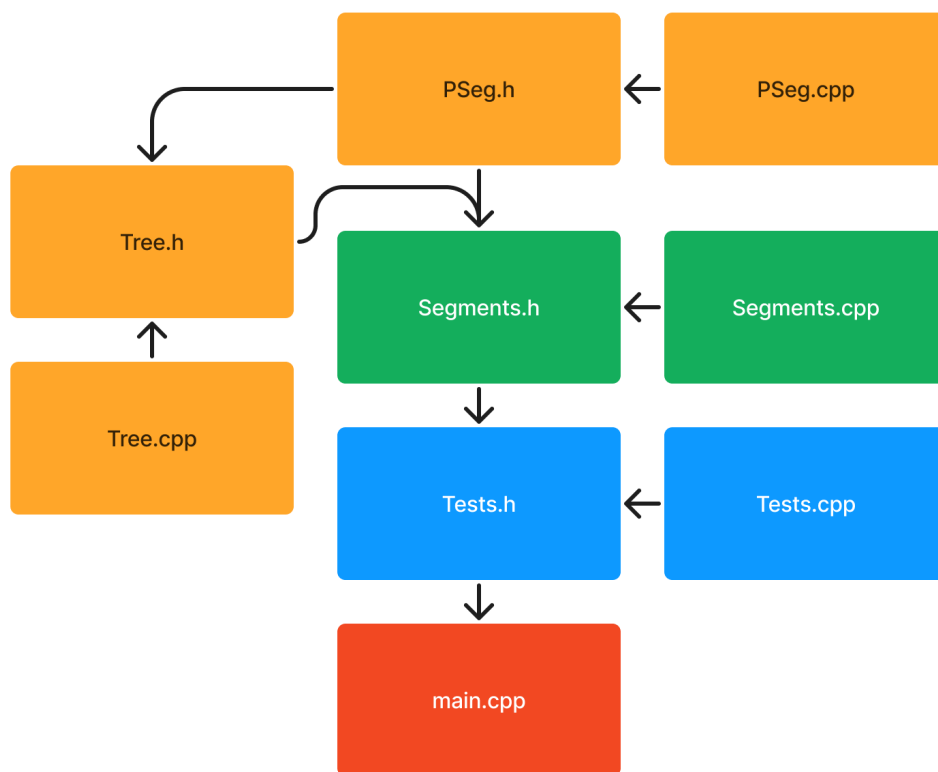 PSeg.h
PSeg.cpp
Tree.h
Segments.h
Segments.cpp
Tree.cpp
Tests.h
Tests.cpp
main.cpp